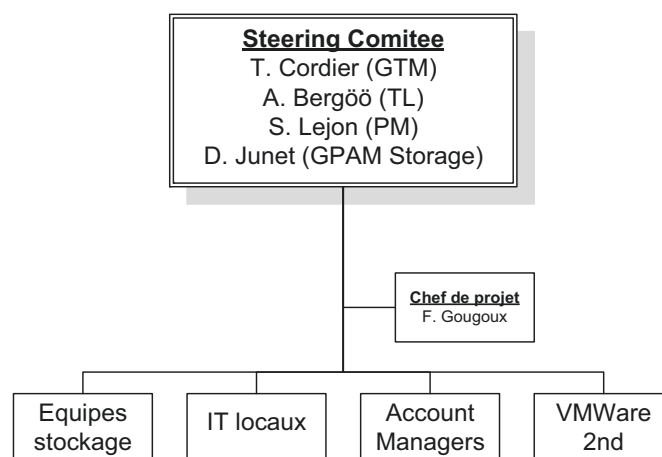 Steering Comitee
T. Cordier (GTM)
A. Bergöö (TL)
S. Lejon (PM)
D. Junet (GPAM Storage)
Chef de projet
F. Gougoux
Equipes
stockage
IT locaux
Account
Managers
VMWare
2nd